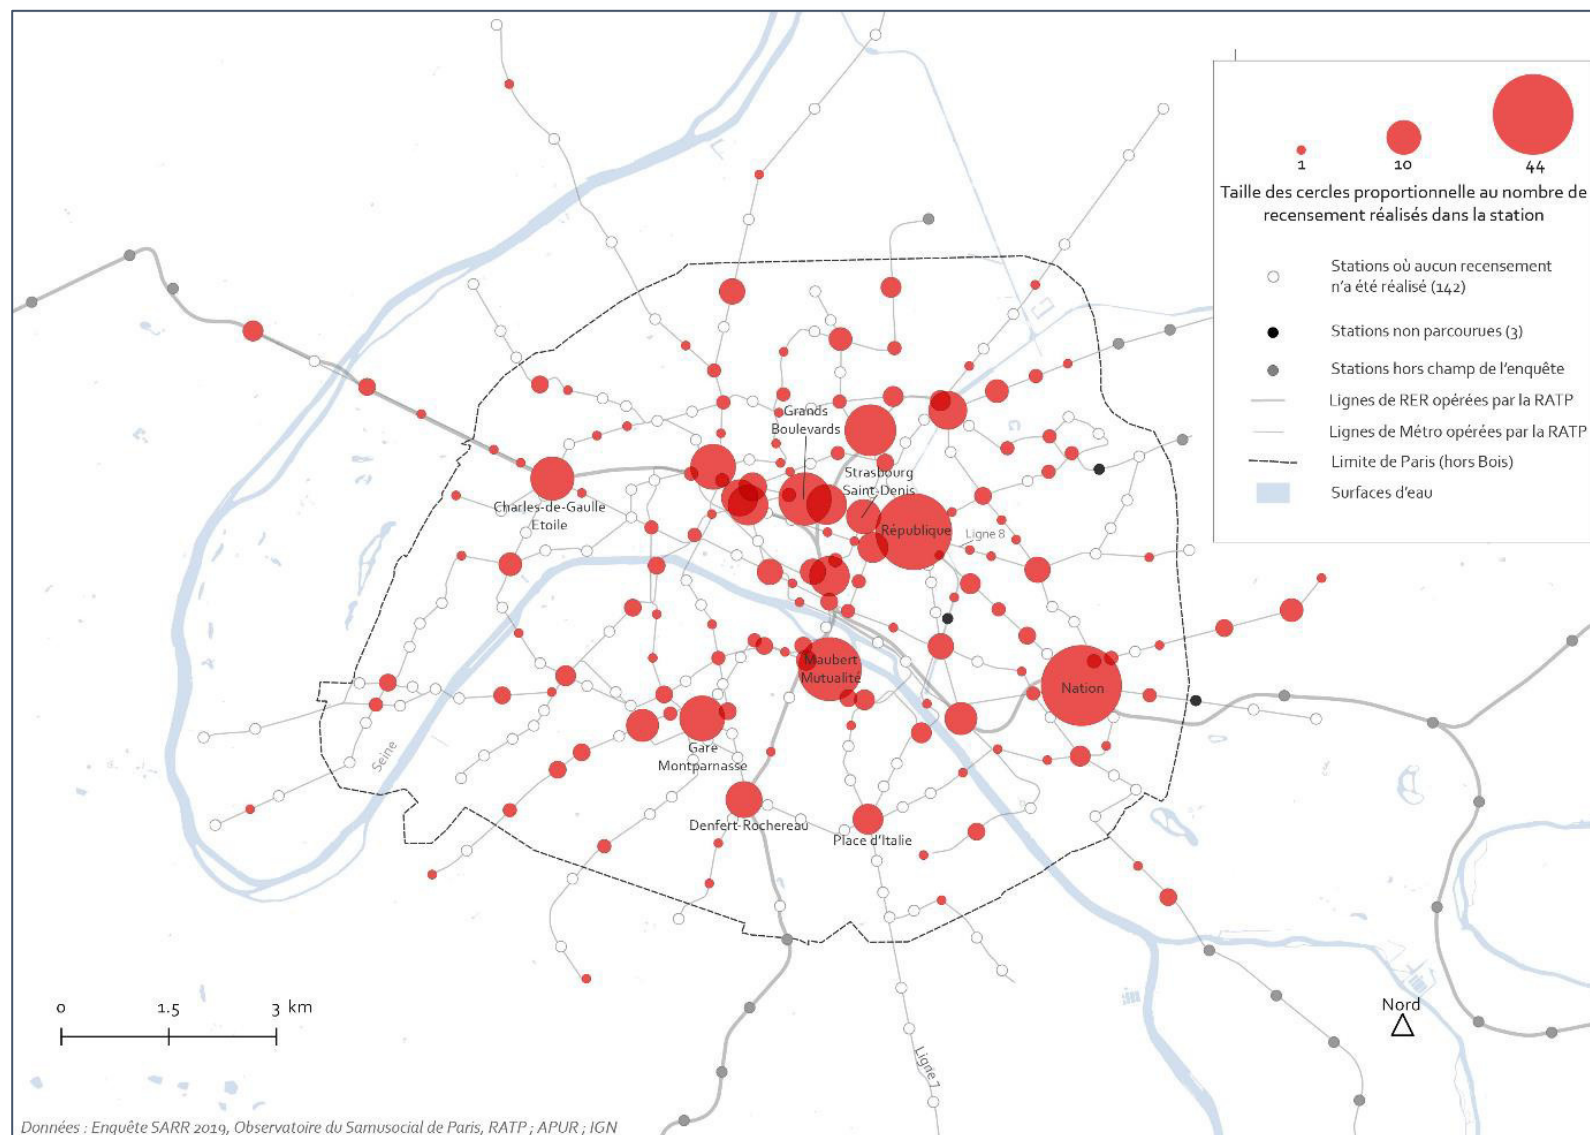 1
10
44
Taille des cercles proportionnelle au nombre de
recensement réalisés dans la station
Stations où aucun recensement
n'a été réalisé (142)
Stations non parcourues (3)
Stations hors champ de l'enquête
Lignes de RER opérées par la RATP
Lignes de Métro opérées par la RATP
Limite de Paris (hors Bois)
Surfaces d'eau
Grands
Boulevards
Strasbourg
Saint-Denis
Charles-de-Gaulle
Etoile
République
Ligne 8
Maubert
Mutualité
Nation
Seine
Gare
Montparnasse
Denfert-Rochereau
Place d'Italie
Ligne 7
0
1.5
3 km
Nord
Données : Enquête SARR 2019, Observatoire du Samusocial de Paris, RATP ; APUR ; IGN